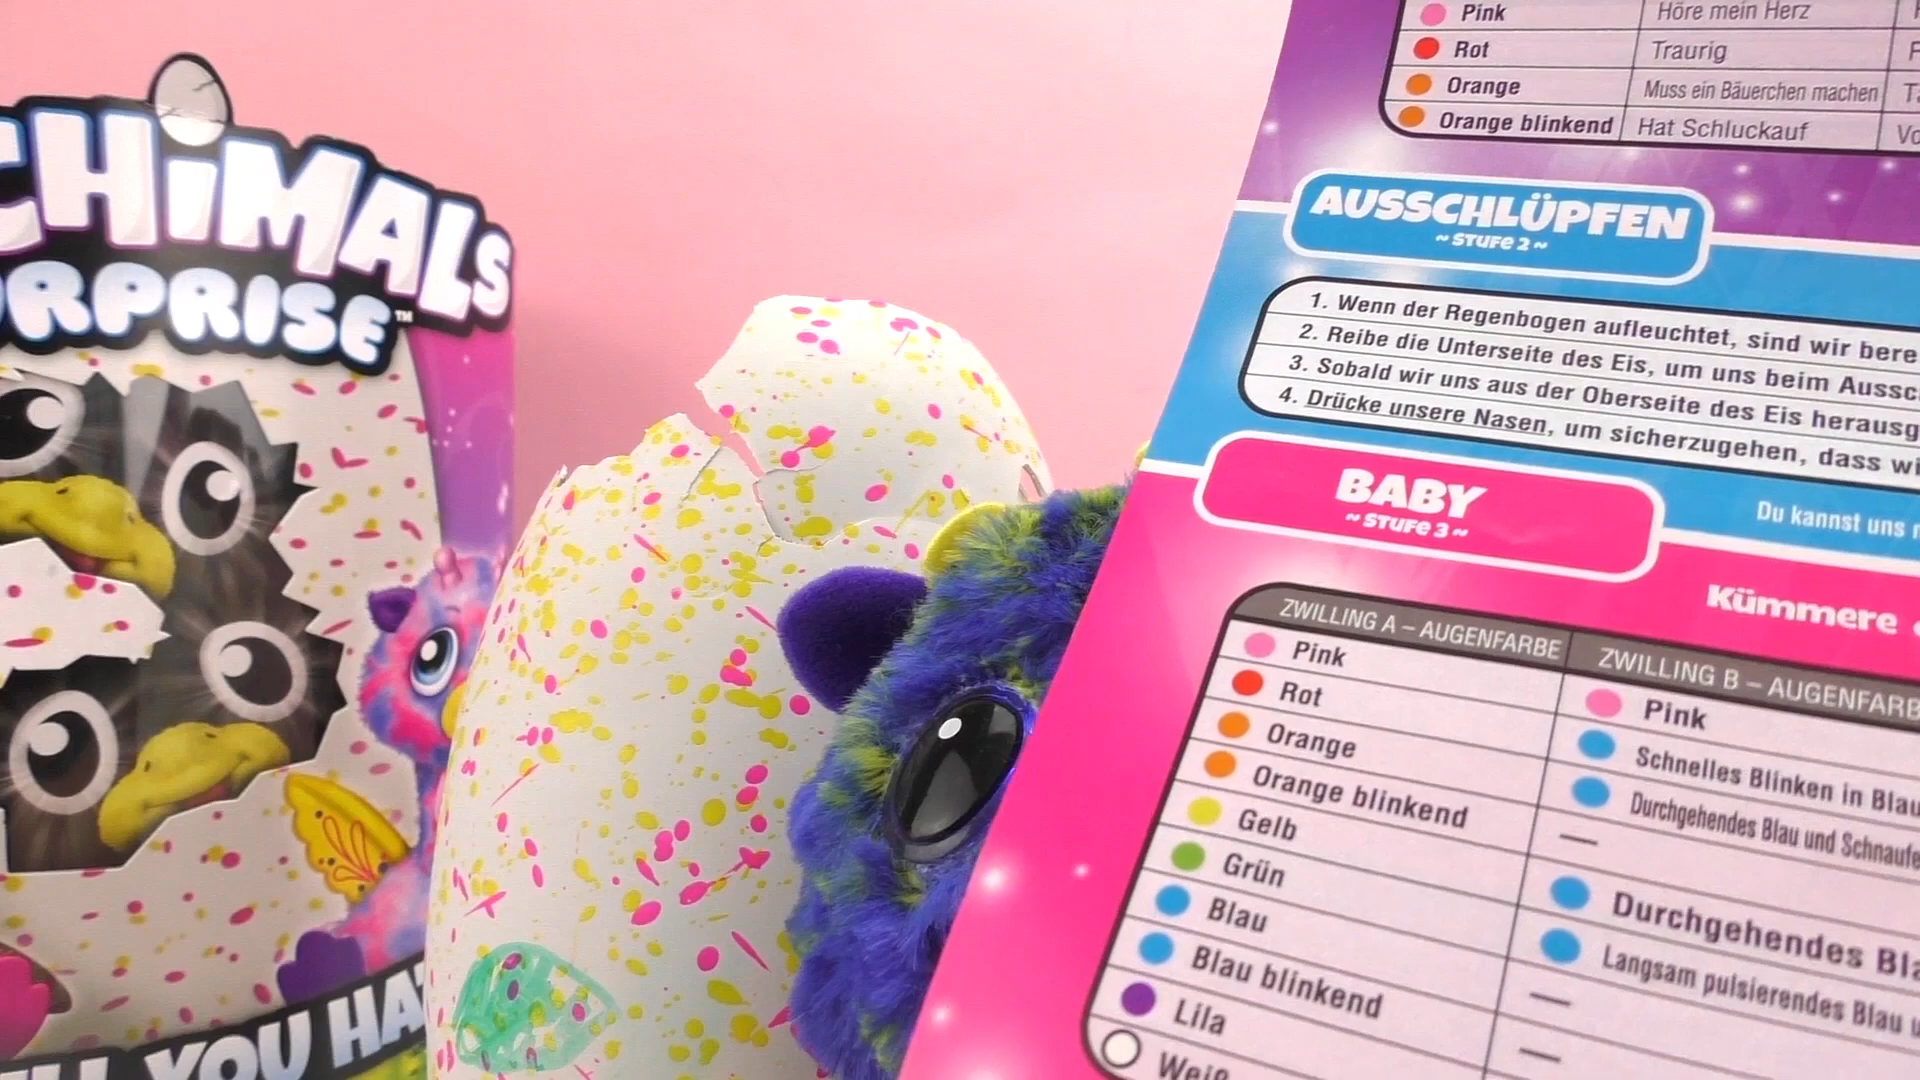 CHiMALS
RPRISE™
YOU HA
Pink Höre mein Herz
Rot Traurig
Orange Muss ein Bäuerchen machen
Orange blinkend Hat Schluckauf
AUSSCHLÜPFEN
~ STUFE 2 ~
1. Wenn der Regenbogen aufleuchtet, sind wir bere
2. Reibe die Unterseite des Eis, um uns beim Aussc
3. Sobald wir uns aus der Oberseite des Eis herausg
4. Drücke unsere Nasen, um sicherzugehen, dass wi
Du kannst uns
BABY
~ STUFE 3 ~
Kümmere
ZWILLING A – AUGENFARBE ZWILLING B – AUGENFARB
Pink Pink
Rot Schnelles Blinken in Blau
Orange Durchgehendes Blau und Schnaufe
Orange blinkend —
Gelb Durchgehendes Bla
Grün Langsam pulsierendes Blau u
Blau —
Blau blinkend —
Lila
Weiß